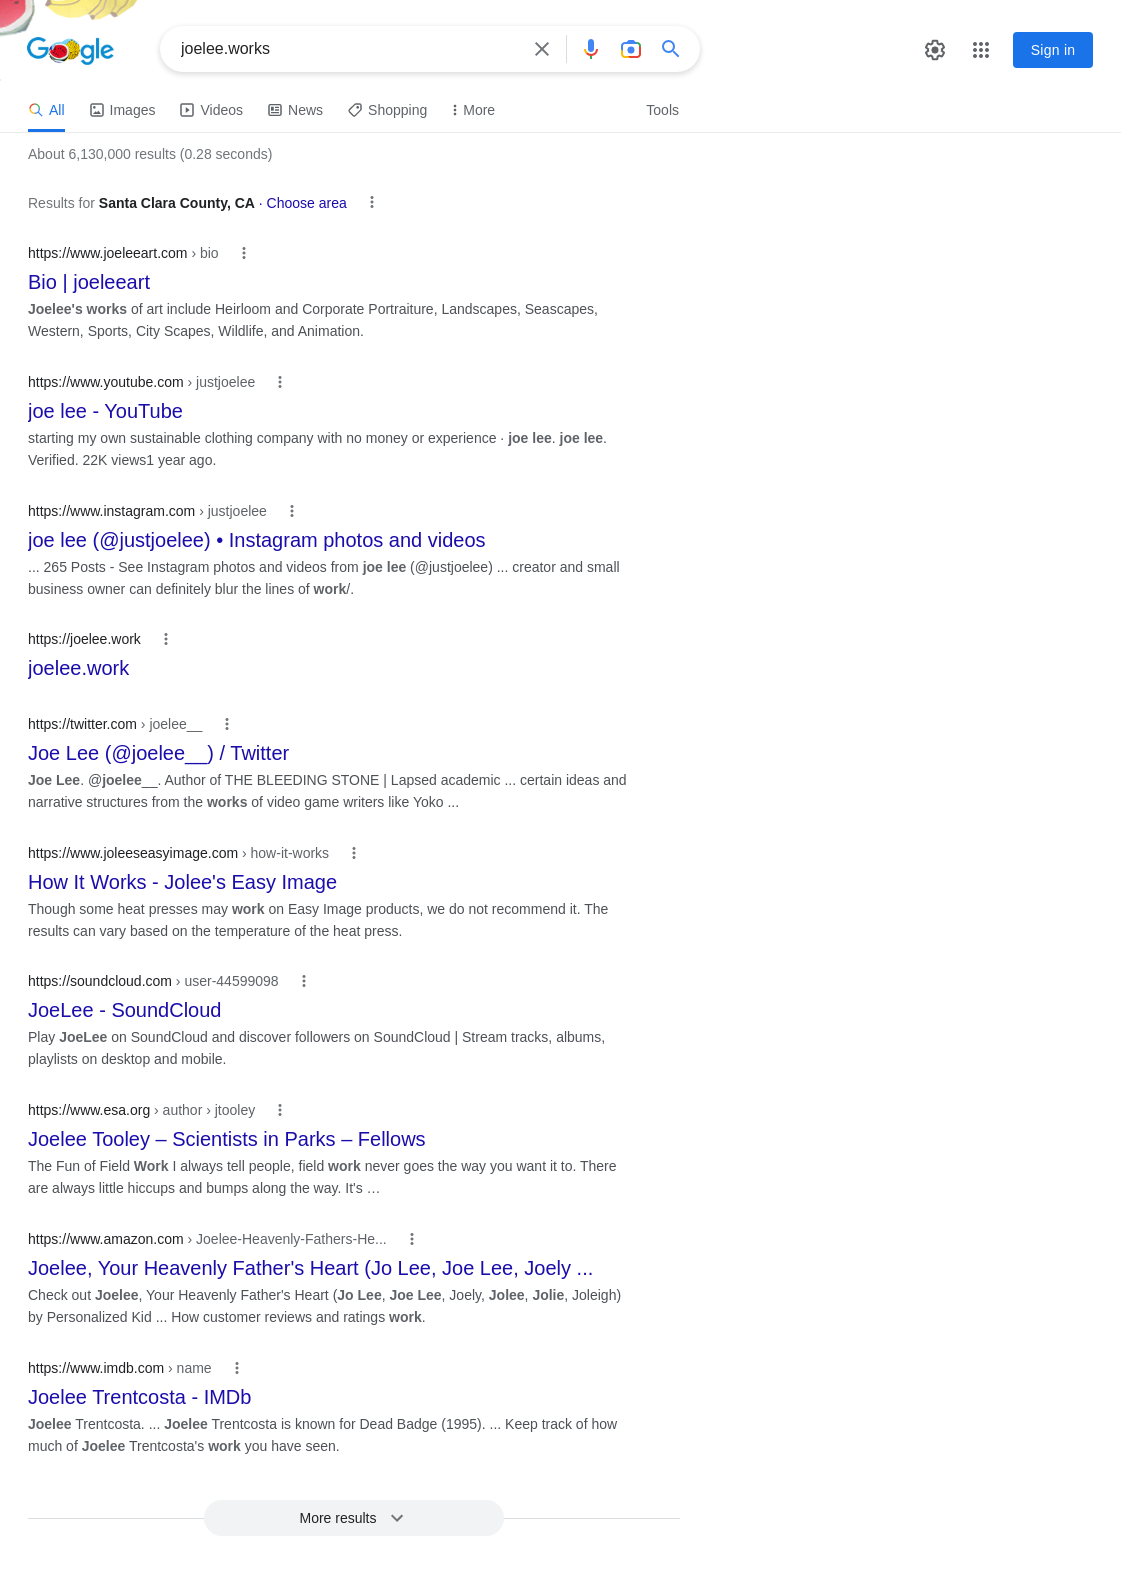 Google
joelee.works
Sign in
All
Images
Videos
News
Shopping
More
Tools
About 6,130,000 results (0.28 seconds)
Results for Santa Clara County, CA · Choose area
https://www.joeleeart.com › bio
Bio | joeleeart
Joelee's works of art include Heirloom and Corporate Portraiture, Landscapes, Seascapes,
Western, Sports, City Scapes, Wildlife, and Animation.
https://www.youtube.com › justjoelee
joe lee - YouTube
starting my own sustainable clothing company with no money or experience · joe lee. joe lee.
Verified. 22K views1 year ago.
https://www.instagram.com › justjoelee
joe lee (@justjoelee) • Instagram photos and videos
... 265 Posts - See Instagram photos and videos from joe lee (@justjoelee) ... creator and small
business owner can definitely blur the lines of work/.
https://joelee.work
joelee.work
https://twitter.com › joelee__
Joe Lee (@joelee__) / Twitter
Joe Lee. @joelee__. Author of THE BLEEDING STONE | Lapsed academic ... certain ideas and
narrative structures from the works of video game writers like Yoko ...
https://www.joleeseasyimage.com › how-it-works
How It Works - Jolee's Easy Image
Though some heat presses may work on Easy Image products, we do not recommend it. The
results can vary based on the temperature of the heat press.
https://soundcloud.com › user-44599098
JoeLee - SoundCloud
Play JoeLee on SoundCloud and discover followers on SoundCloud | Stream tracks, albums,
playlists on desktop and mobile.
https://www.esa.org › author › jtooley
Joelee Tooley – Scientists in Parks – Fellows
The Fun of Field Work I always tell people, field work never goes the way you want it to. There
are always little hiccups and bumps along the way. It's …
https://www.amazon.com › Joelee-Heavenly-Fathers-He...
Joelee, Your Heavenly Father's Heart (Jo Lee, Joe Lee, Joely ...
Check out Joelee, Your Heavenly Father's Heart (Jo Lee, Joe Lee, Joely, Jolee, Jolie, Joleigh)
by Personalized Kid ... How customer reviews and ratings work.
https://www.imdb.com › name
Joelee Trentcosta - IMDb
Joelee Trentcosta. ... Joelee Trentcosta is known for Dead Badge (1995). ... Keep track of how
much of Joelee Trentcosta's work you have seen.
More results